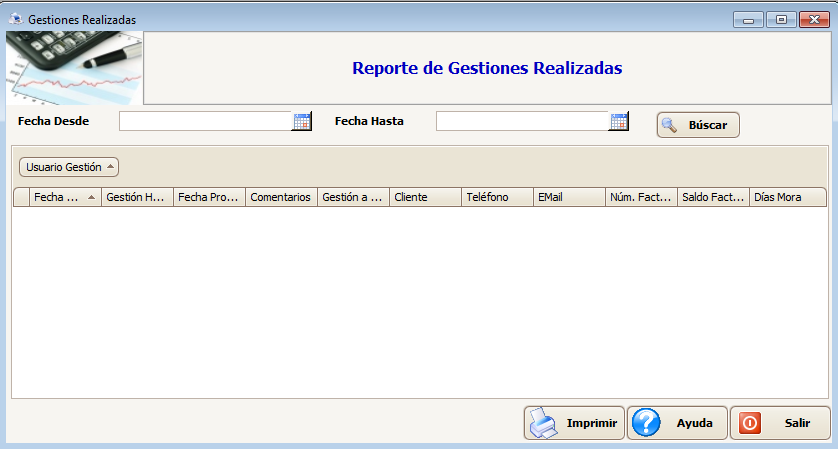 Gestiones Realizadas
Reporte de Gestiones Realizadas
Fecha Desde
Fecha Hasta
Búscar
Usuario Gestión
Fecha ... Gestión H... Fecha Pro... Comentarios Gestión a ... Cliente Teléfono EMail Núm. Fact... Saldo Fact... Días Mora
Imprimir Ayuda Salir